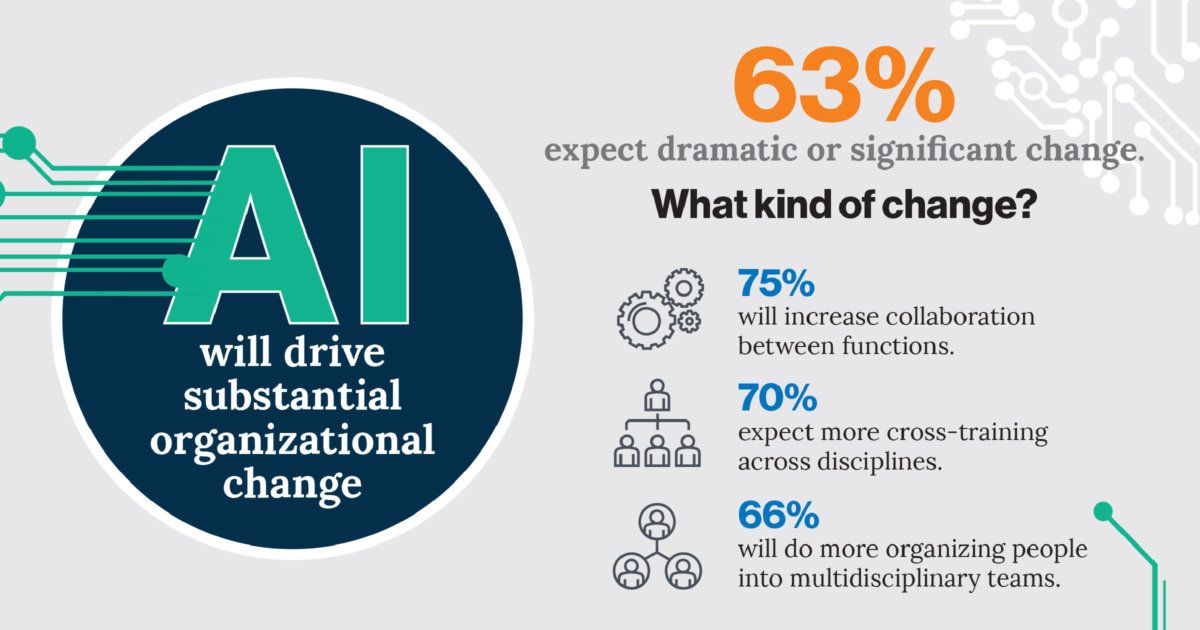 AI
will drive
substantial
organizational
change
63%
expect dramatic or significant change.
What kind of change?
75%
will increase collaboration
between functions.
70%
expect more cross-training
across disciplines.
66%
will do more organizing people
into multidisciplinary teams.